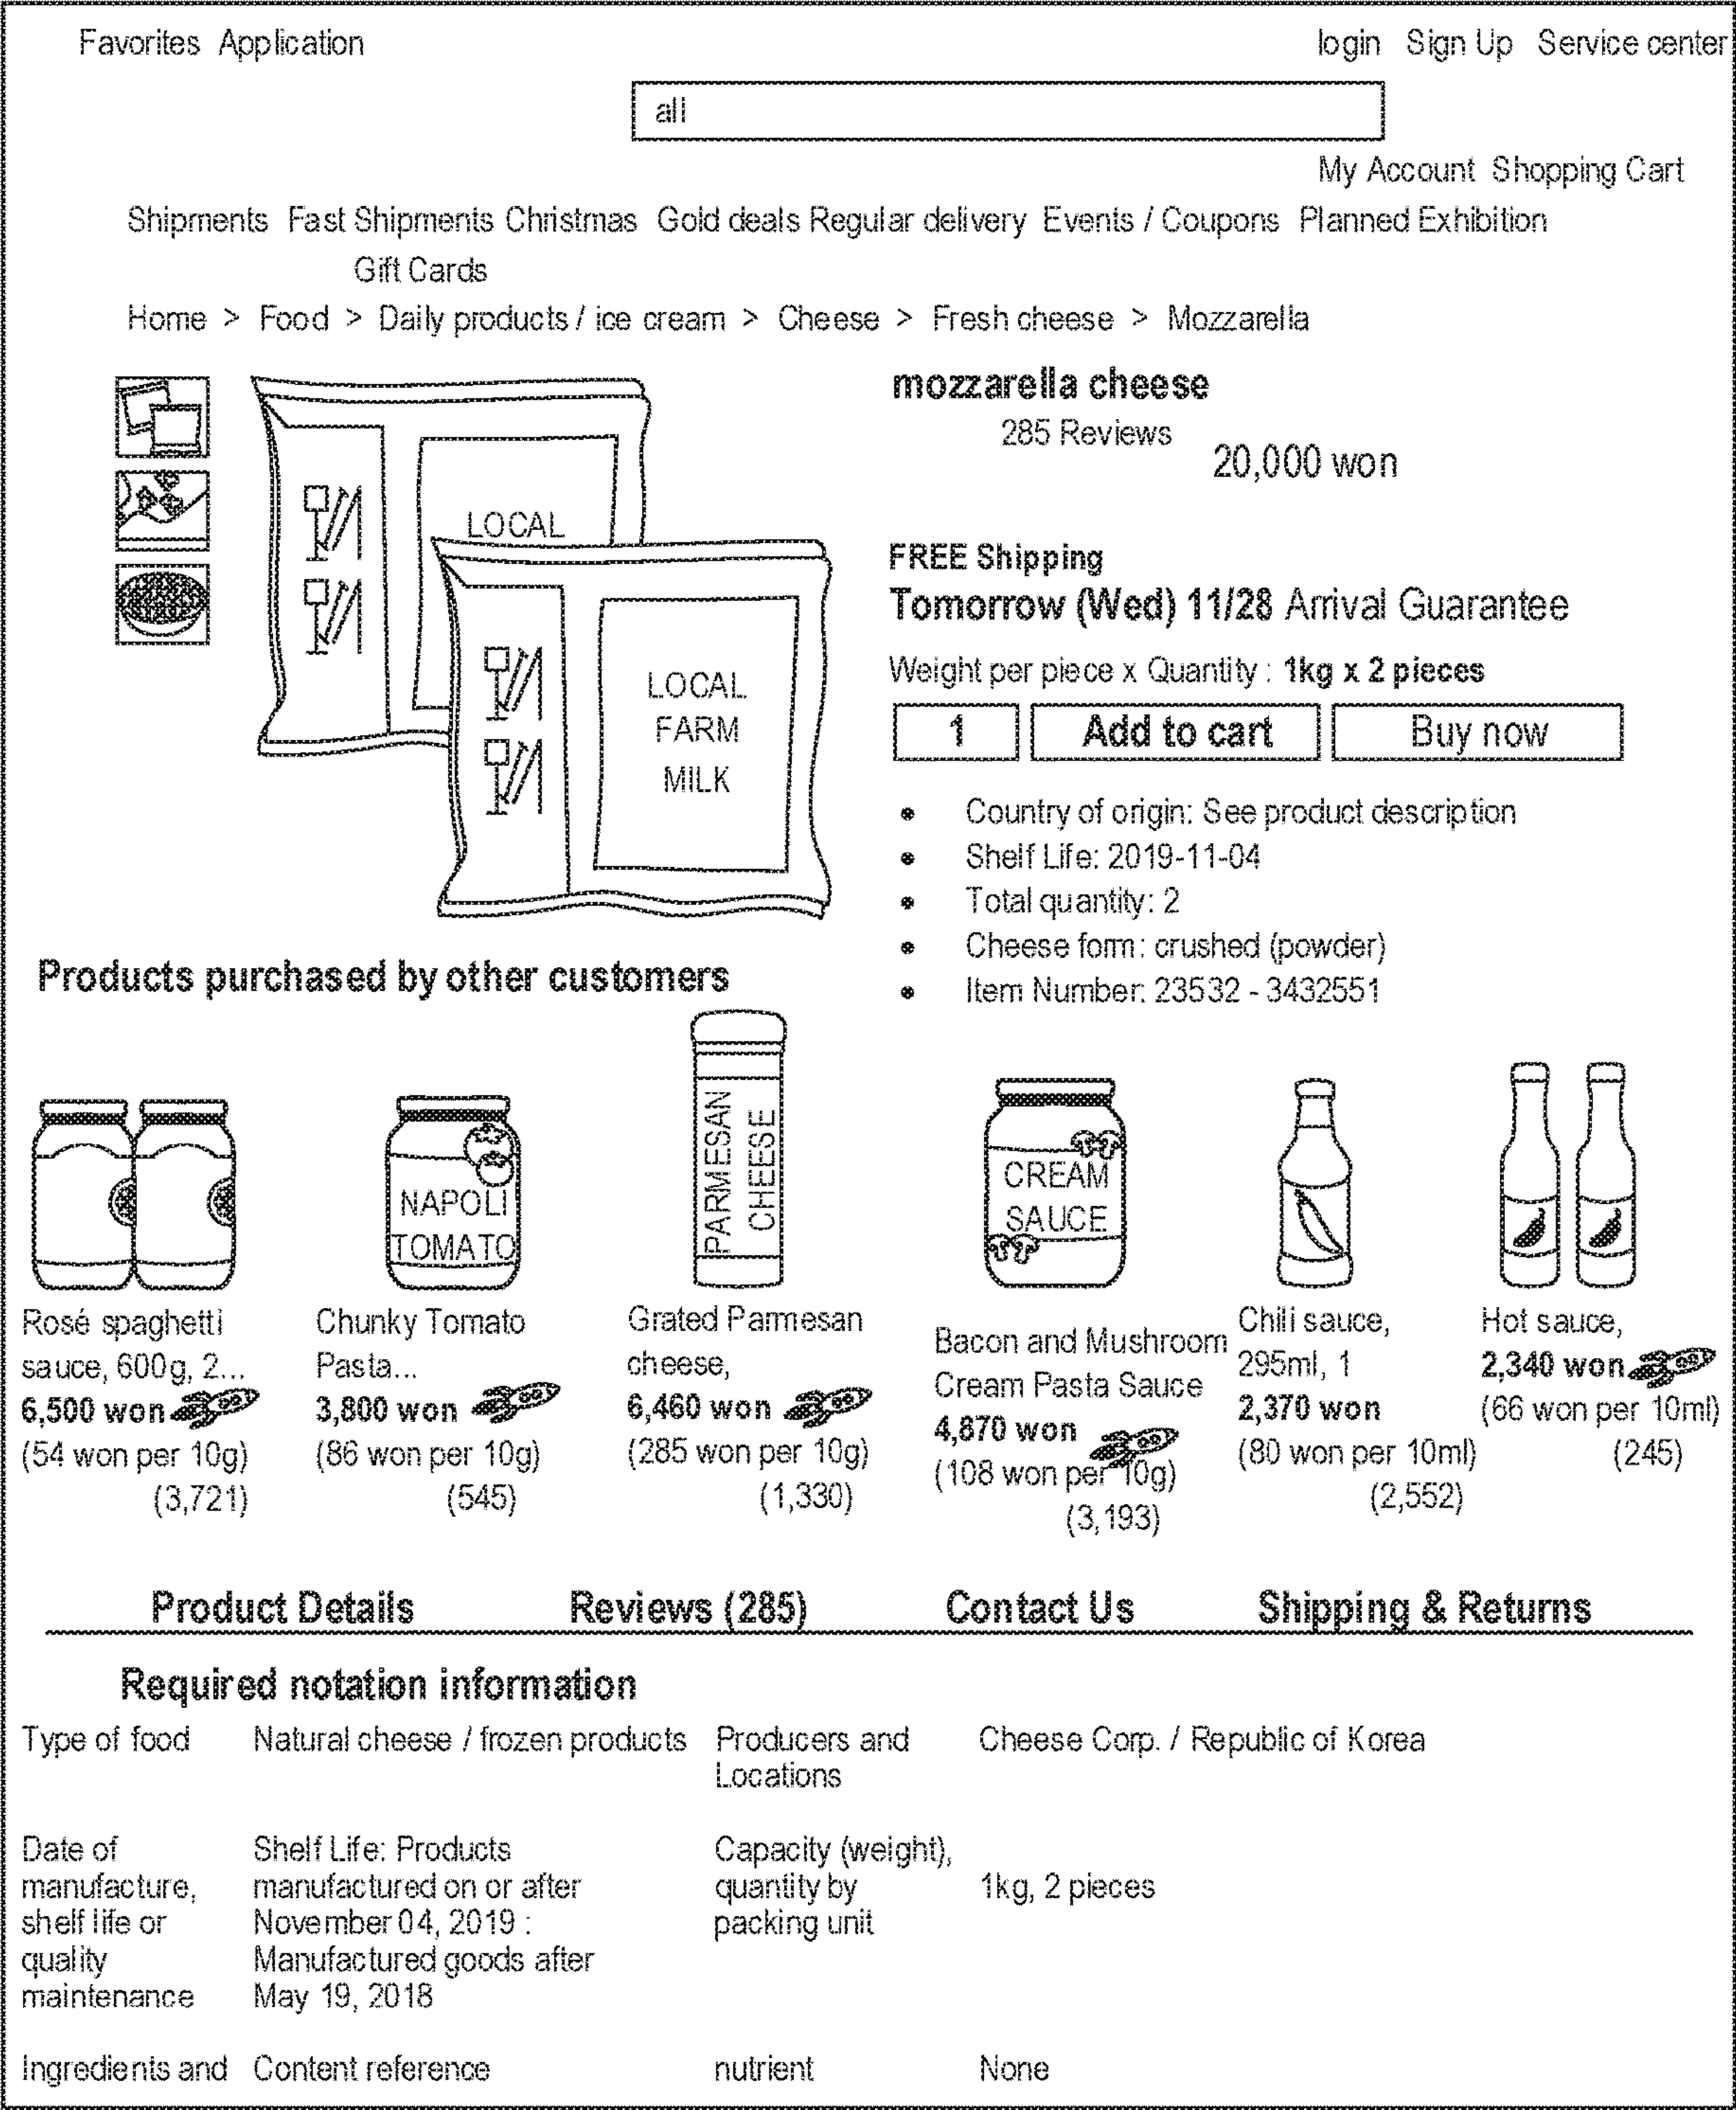 Favorites Application login Sign Up Service center
all
My Account Shopping Cart
Shipments Fast Shipments Christmas Gold deals Regular delivery Events / Coupons Planned Exhibition
Gift Cards
Home > Food > Daily products / ice cream > Cheese > Fresh cheese > Mozzarella
mozzarella cheese
285 Reviews
20,000 won
FREE Shipping
Tomorrow (Wed) 11/28 Arrival Guarantee
Weight per piece x Quantity : 1kg x 2 pieces
1 Add to cart Buy now
• Country of origin: See product description
• Shelf Life: 2019-11-04
• Total quantity: 2
• Cheese form: crushed (powder)
• Item Number: 23532 - 3432551
LOCAL
LOCAL
FARM
MILK
Products purchased by other customers
NAPOLI
TOMATO
PARMESAN
CHEESE
CREAM
SAUCE
Rosé spaghetti
sauce, 600g, 2...
6,500 won
(54 won per 10g)
(3,721)
Chunky Tomato
Pasta...
3,800 won
(86 won per 10g)
(545)
Grated Parmesan
cheese,
6,460 won
(285 won per 10g)
(1,330)
Bacon and Mushroom
Cream Pasta Sauce
4,870 won
(108 won per 10g)
(3,193)
Chili sauce,
295ml, 1
2,370 won
(80 won per 10ml)
(2,552)
Hot sauce,
2,340 won
(66 won per 10ml)
(245)
Product Details Reviews (285) Contact Us Shipping & Returns
Required notation information
Type of food
Natural cheese / frozen products
Producers and
Locations
Cheese Corp. / Republic of Korea
Date of
manufacture,
shelf life or
quality
maintenance
Shelf Life: Products
manufactured on or after
November 04, 2019 :
Manufactured goods after
May 19, 2018
Capacity (weight),
quantity by
packing unit
1kg, 2 pieces
Ingredients and
Content reference
nutrient
None